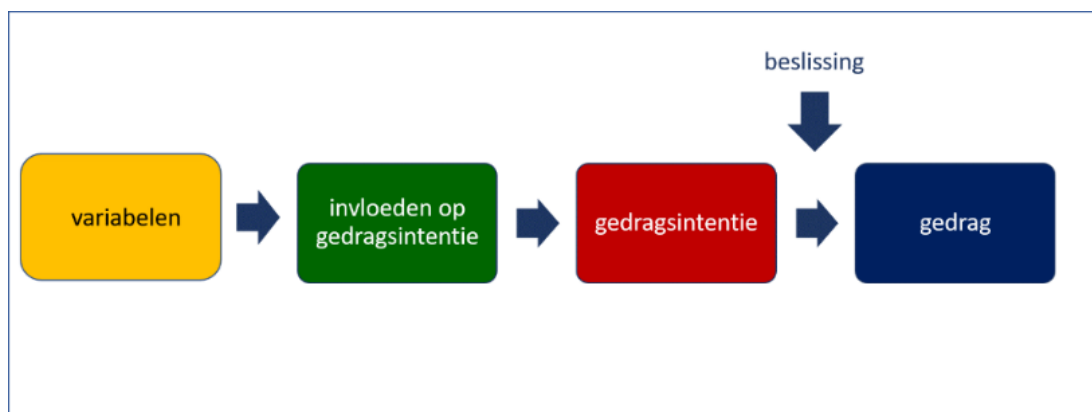 beslissing
variabelen
invloeden op
gedragsintentie
gedragsintentie
gedrag